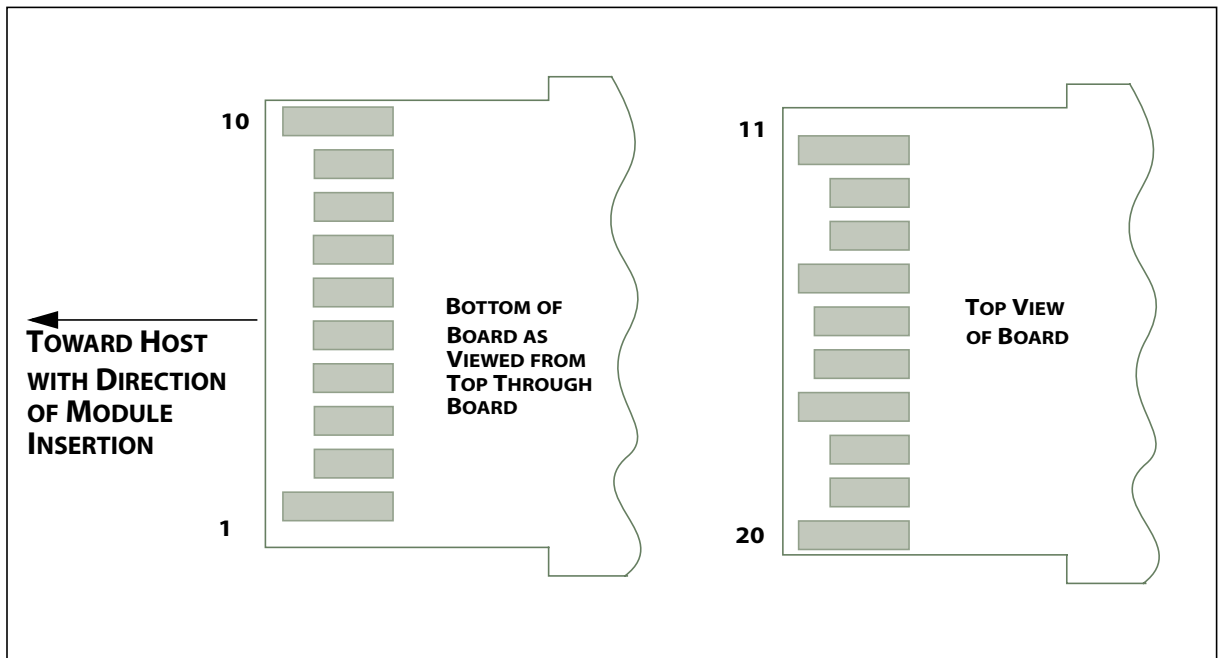 10
11
BOTTOM OF
BOARD AS
VIEWED FROM
TOP THROUGH
BOARD
TOP VIEW
OF BOARD
TOWARD HOST
WITH DIRECTION
OF MODULE
INSERTION
1
20